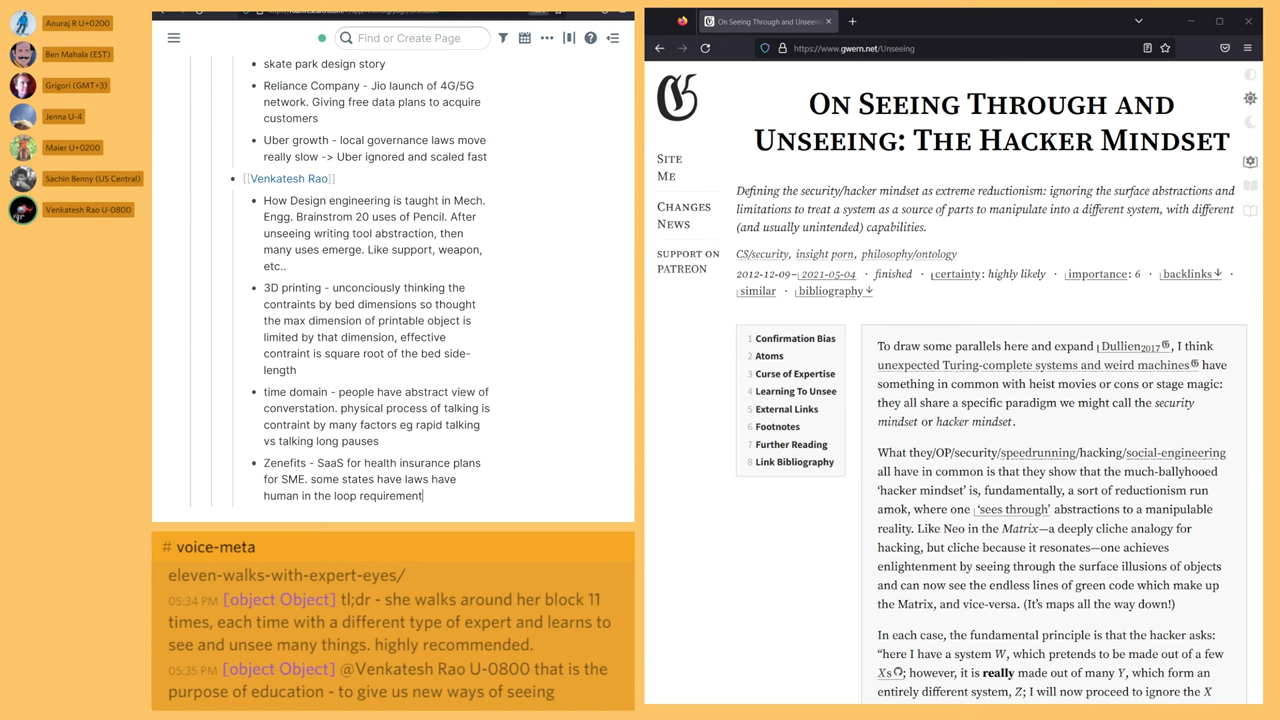 Anuraj R U+0200
Ben Mahala (EST)
Grigori (GMT+3)
Jenna U-4
Maier U+0200
Sachin Benny (US Central)
Venkatesh Rao U-0800
Find or Create Page
skate park design story
Reliance Company - Jio launch of 4G/5G
network. Giving free data plans to acquire
customers
Uber growth - local governance laws move
really slow -> Uber ignored and scaled fast
[[Venkatesh Rao]]
How Design engineering is taught in Mech.
Engg. Brainstrom 20 uses of Pencil. After
unseeing writing tool abstraction, then
many uses emerge. Like support, weapon,
etc..
3D printing - unconciously thinking the
contraints by bed dimensions so thought
the max dimension of printable object is
limited by that dimension, effective
contraint is square root of the bed side-
length
time domain - people have abstract view of
converstation. physical process of talking is
contraint by many factors eg rapid talking
vs talking long pauses
Zenefits - SaaS for health insurance plans
for SME. some states have laws have
human in the loop requirement
# voice-meta
eleven-walks-with-expert-eyes/
05:34 PM [object Object] tl;dr - she walks around her block 11
times, each time with a different type of expert and learns to
see and unsee many things. highly recommended.
05:35 PM [object Object] @Venkatesh Rao U-0800 that is the
purpose of education - to give us new ways of seeing
On Seeing Through and Unseeing
https://www.gwern.net/Unseeing
On Seeing Through and
Unseeing: The Hacker Mindset
Site
Me
Changes
News
support on
Patreon
Defining the security/hacker mindset as extreme reductionism: ignoring the surface abstractions and
limitations to treat a system as a source of parts to manipulate into a different system, with different
(and usually unintended) capabilities.
CS/security, insight porn, philosophy/ontology
2012-12-09–2021-05-04 · finished · certainty: highly likely · importance: 6 · backlinks ·
similar · bibliography
1 Confirmation Bias
2 Atoms
3 Curse of Expertise
4 Learning To Unsee
5 External Links
6 Footnotes
7 Further Reading
8 Link Bibliography
To draw some parallels here and expand Dullien2017, I think
unexpected Turing-complete systems and weird machines have
something in common with heist movies or cons or stage magic:
they all share a specific paradigm we might call the security
mindset or hacker mindset.
What they/OP/security/speedrunning/hacking/social-engineering
all have in common is that they show that the much-ballyhooed
‘hacker mindset’ is, fundamentally, a sort of reductionism run
amok, where one ‘sees through’ abstractions to a manipulable
reality. Like Neo in the Matrix—a deeply cliche analogy for
hacking, but cliche because it resonates—one achieves
enlightenment by seeing through the surface illusions of objects
and can now see the endless lines of green code which make up
the Matrix, and vice-versa. (It’s maps all the way down!)
In each case, the fundamental principle is that the hacker asks:
“here I have a system W, which pretends to be made out of a few
Xs; however, it is really made out of many Y, which form an
entirely different system, Z; I will now proceed to ignore the X